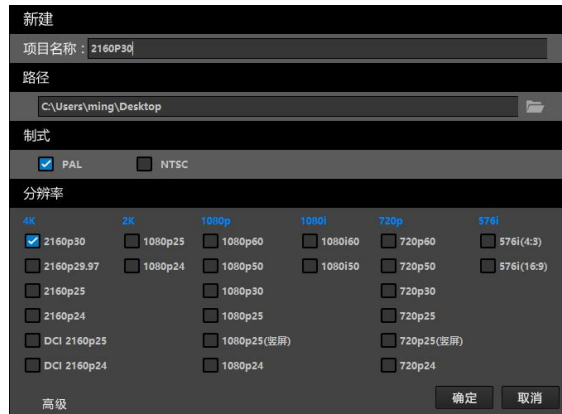 新建
项目名称：2160P30
路径
C:\Users\ming\Desktop
制式
PAL NTSC
分辨率
4K 2K 1080p 1080i 720p 576i
2160p30 1080p25 1080p60 1080i60 720p60 576i(4:3)
2160p29.97 1080p24 1080p50 1080i50 720p50 576i(16:9)
2160p25 1080p30 720p30
2160p24 1080p25 720p25
DCI 2160p25 1080p25(竖屏) 720p25(竖屏)
DCI 2160p24 1080p24 720p24
高级 确定 取消